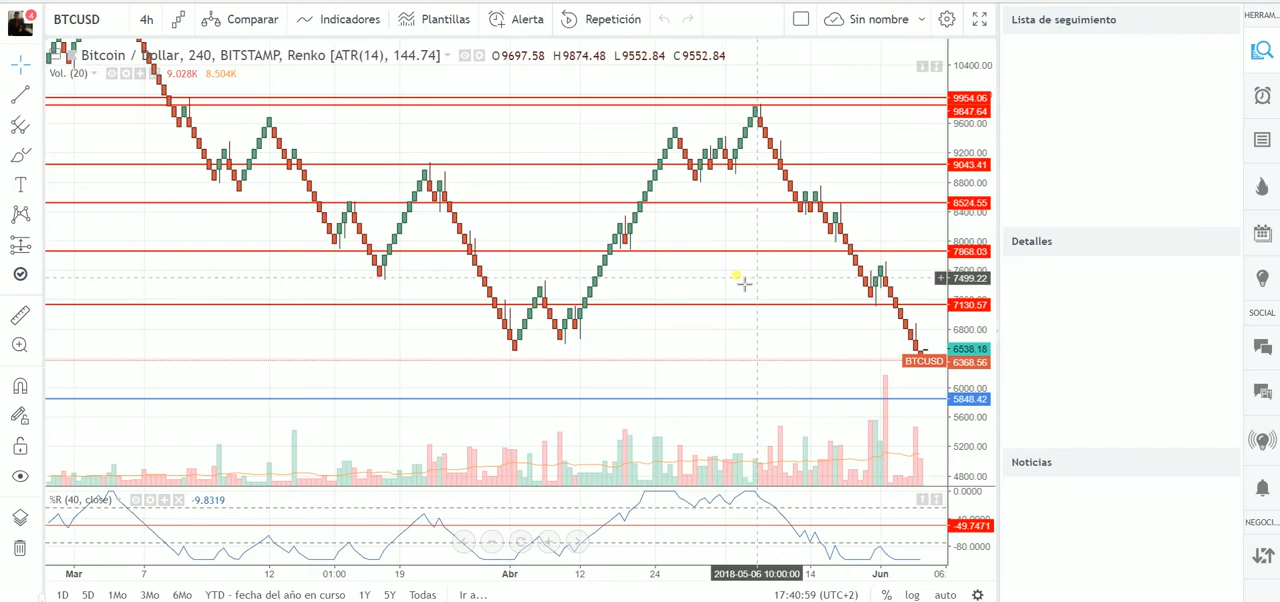 4
BTCUSD
4h
Comparar
Indicadores
Plantillas
Alerta
Repetición
Sin nombre
Lista de seguimiento
HERRAM
Bitcoin / Dollar, 240, BITSTAMP, Renko [ATR(14), 144.74]
O9697.58 H9874.48 L9552.84 C9552.84
Vol. (20)
9.028K 8.504K
10400.00
9954.06
9847.64
9600.00
9200.00
9043.41
8800.00
8524.55
8400.00
8000.00
7868.03
7600.00
7499.22
7130.57
6800.00
6538.18
BTCUSD 6368.56
6000.00
5848.42
5600.00
5200.00
4800.00
%R (40, close)
-9.8319
0.0000
-49.7471
-80.0000
Mar
7
12
01:00
19
Abr
12
24
2018-05-06 10:00:00
14
Jun
06:
1D 5D 1Mo 3Mo 6Mo YTD - fecha del año en curso 1Y 5Y Todas Ir a...
17:40:59 (UTC+2)
% log auto
Detalles
Noticias
SOCIAL
NEGOCI...